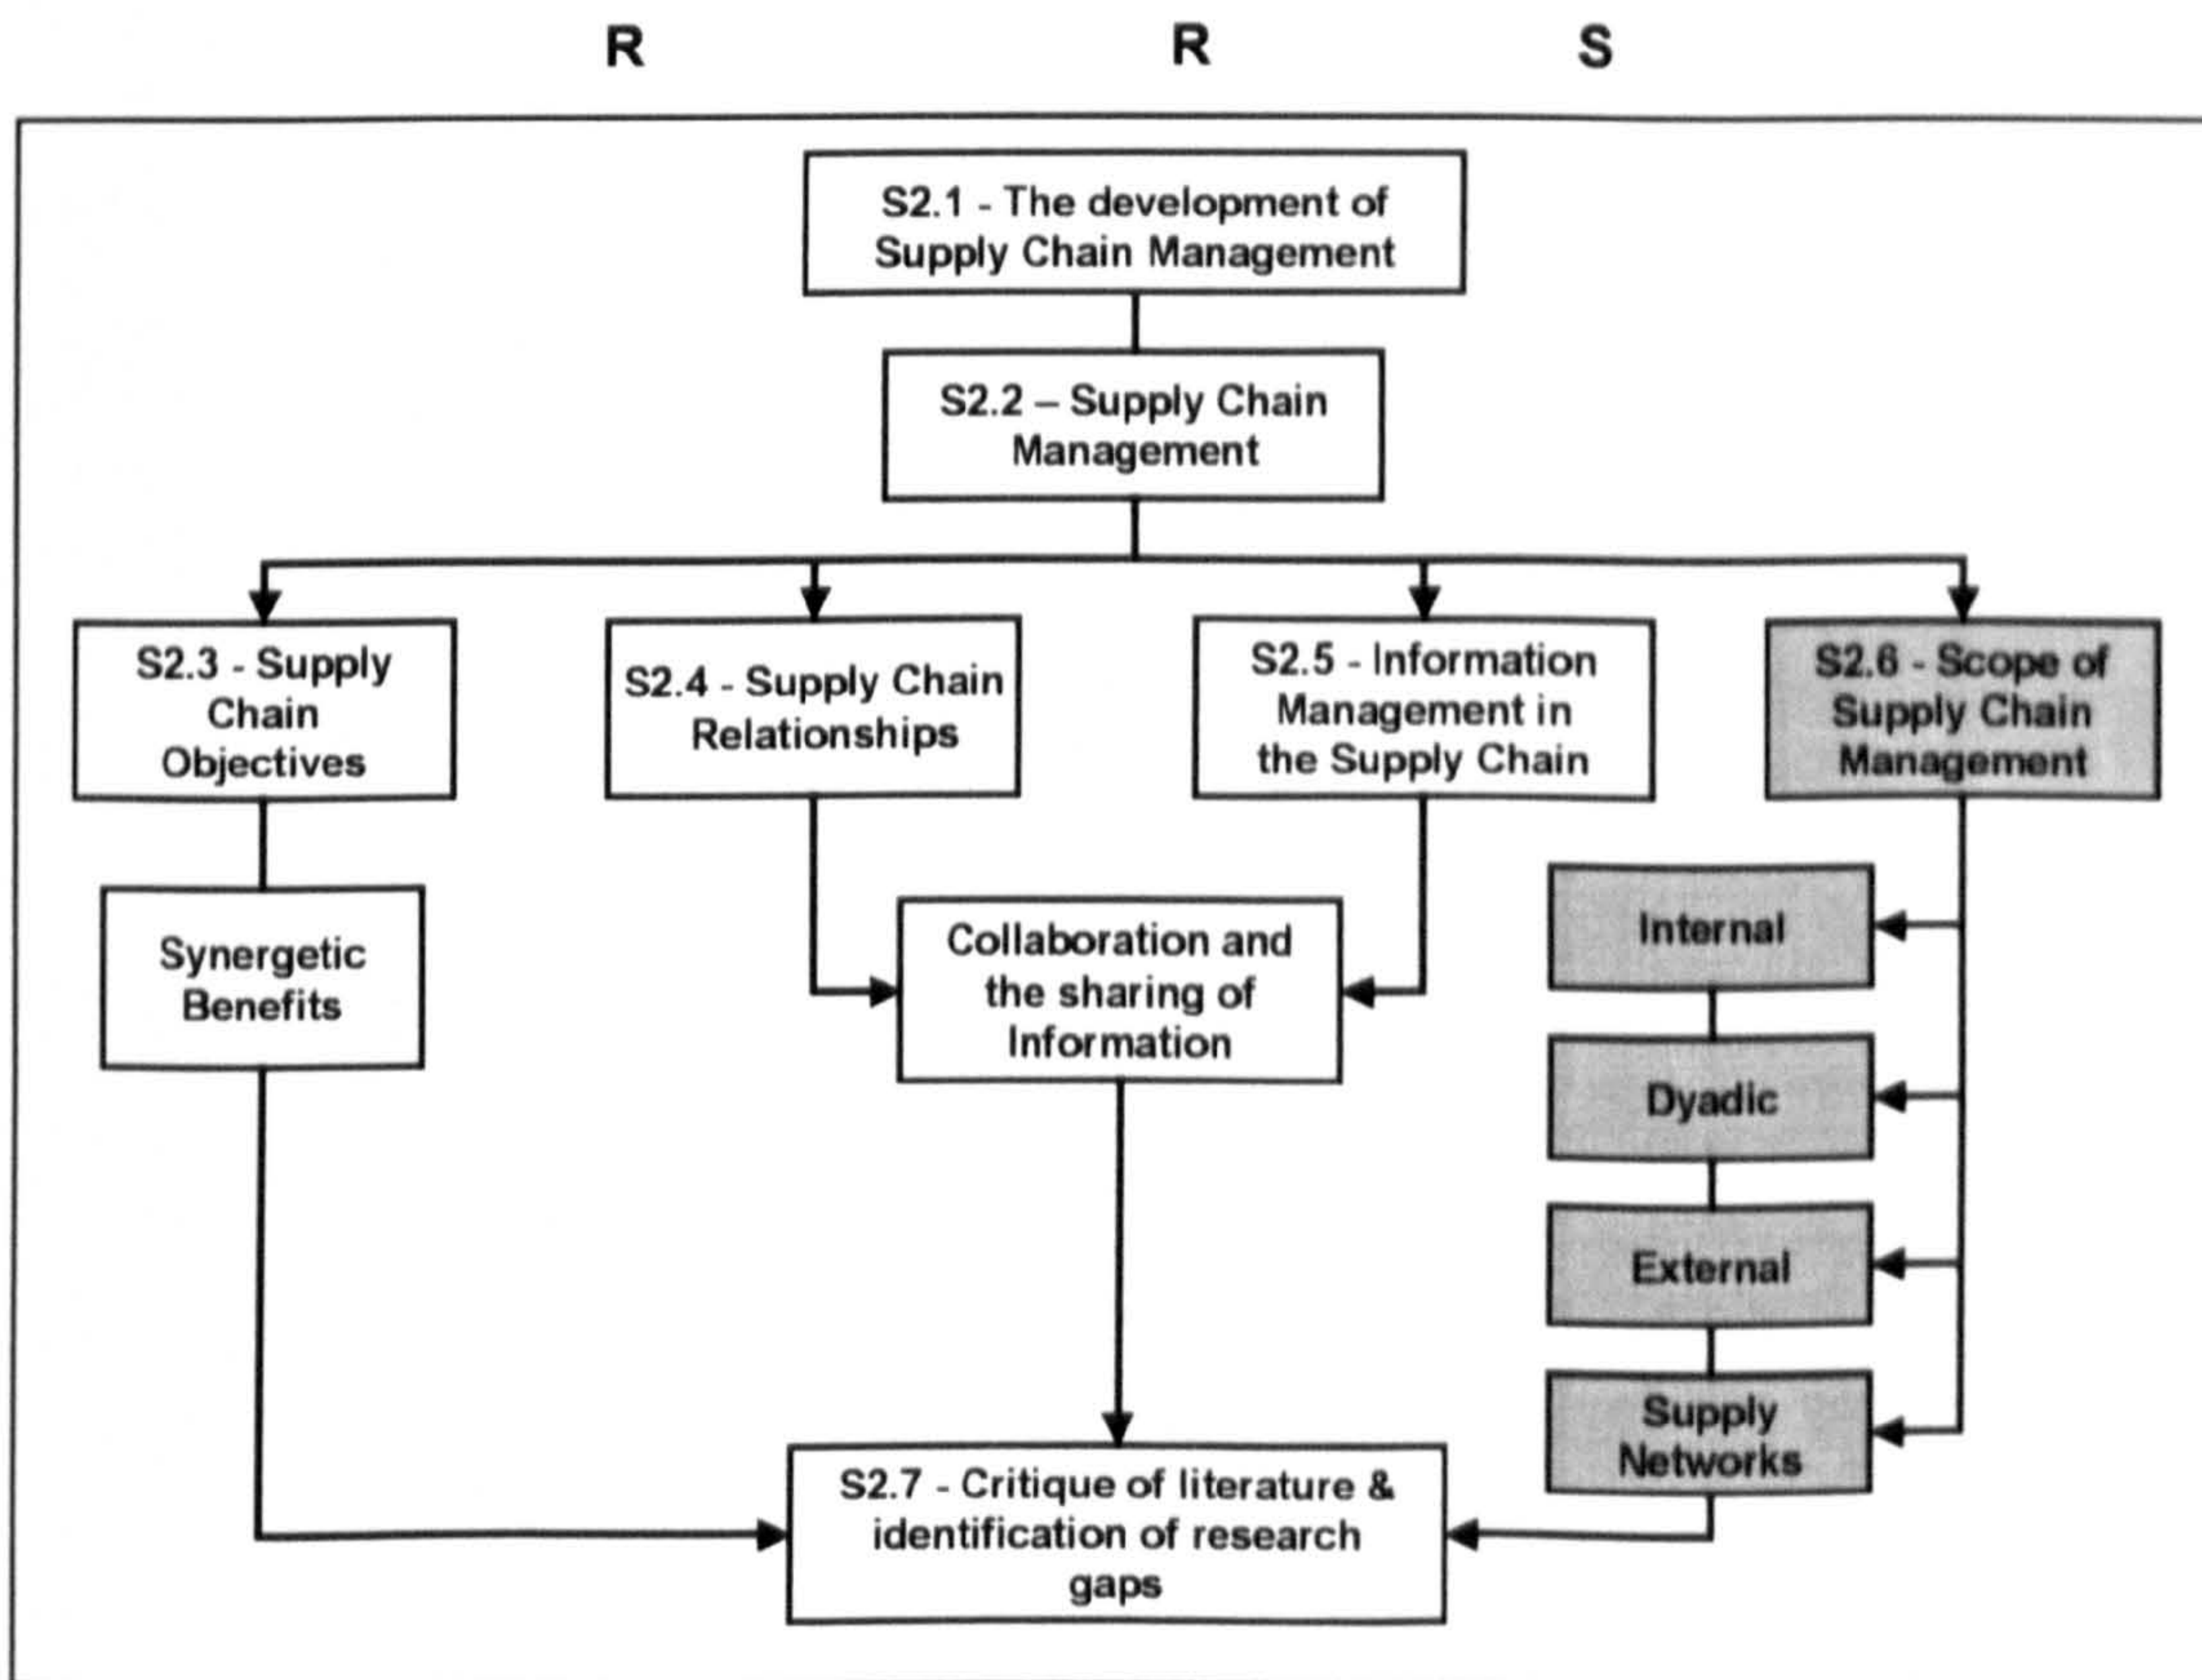 R R S
S2.1 - The development of
Supply Chain Management
S2.2 – Supply Chain
Management
S2.3 - Supply
Chain
Objectives
S2.4 - Supply Chain
Relationships
S2.5 - Information
Management in
the Supply Chain
S2.6 - Scope of
Supply Chain
Management
Synergetic
Benefits
Collaboration and
the sharing of
Information
Internal
Dyadic
External
Supply
Networks
S2.7 - Critique of literature &
identification of research
gaps